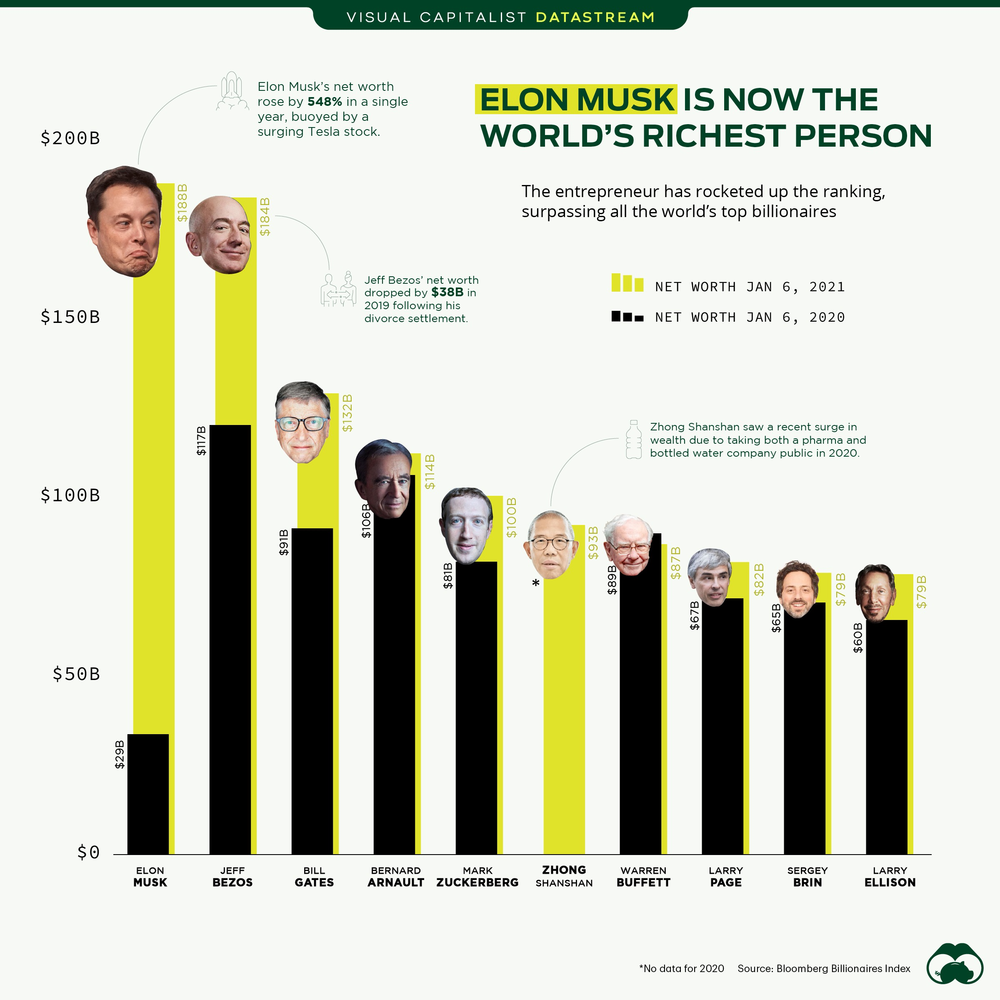 VISUAL CAPITALIST DATASTREAM
Elon Musk's net worth
rose by 548% in a single
year, buoyed by a
surging Tesla stock.
ELON MUSK IS NOW THE
WORLD'S RICHEST PERSON
The entrepreneur has rocketed up the ranking,
surpassing all the world's top billionaires
NET WORTH JAN 6, 2021
NET WORTH JAN 6, 2020
Jeff Bezos' net worth
dropped by $38B in
2019 following his
divorce settlement.
Zhong Shanshan saw a recent surge in
wealth due to taking both a pharma and
bottled water company public in 2020.
$200B
$150B
$100B
$50B
$0
$29B
$188B
$117B
$184B
$91B
$132B
$106B
$114B
$81B
$100B
*
$93B
$89B
$87B
$67B
$82B
$65B
$79B
$60B
$79B
ELON
MUSK
JEFF
BEZOS
BILL
GATES
BERNARD
ARNAULT
MARK
ZUCKERBERG
ZHONG
SHANSHAN
WARREN
BUFFETT
LARRY
PAGE
SERGEY
BRIN
LARRY
ELLISON
*No data for 2020 Source: Bloomberg Billionaires Index